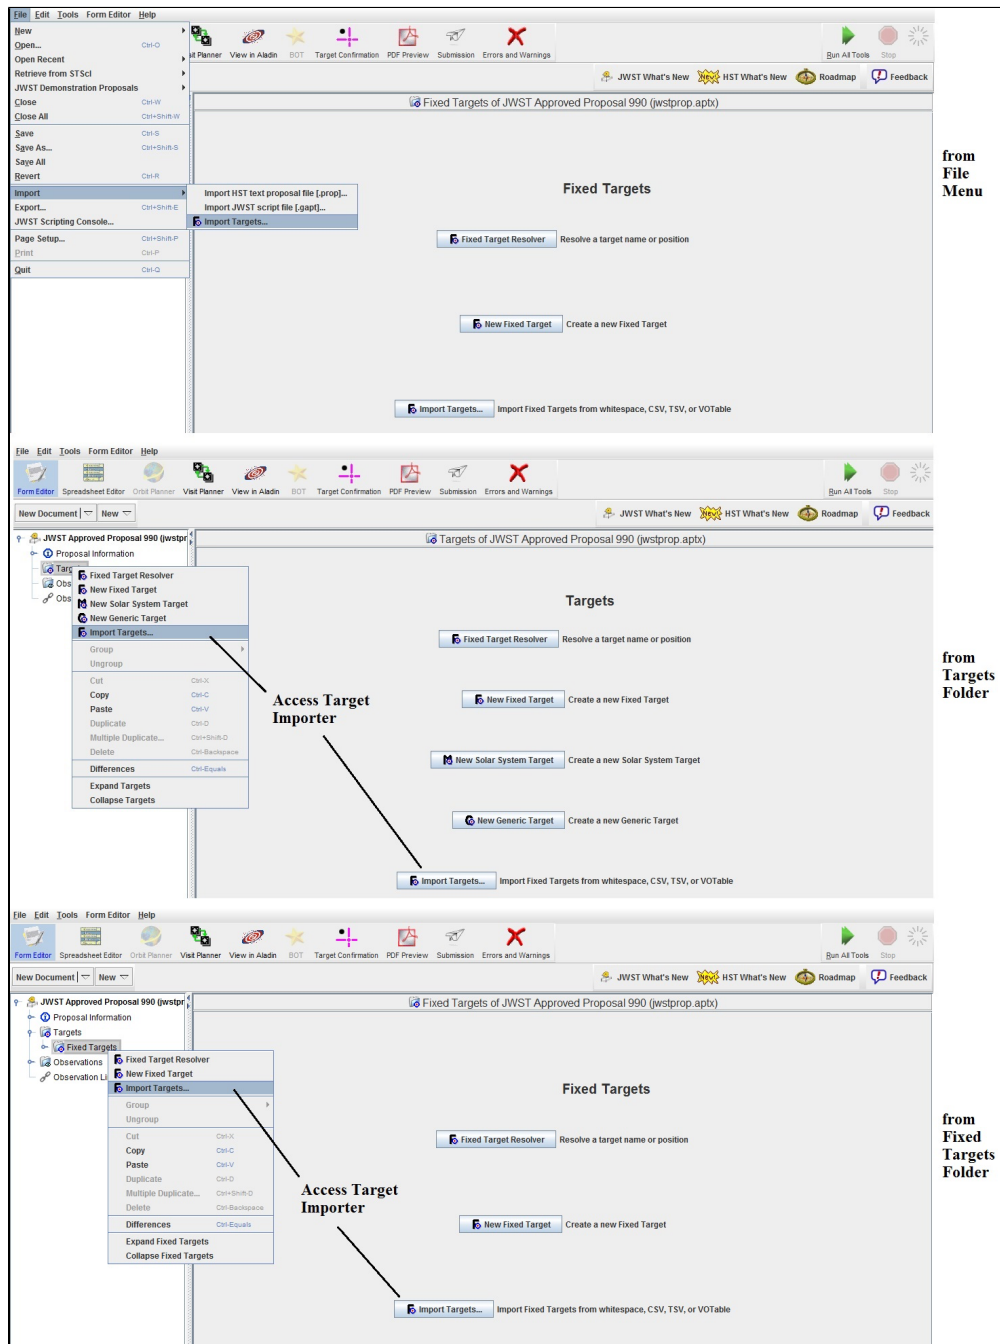 File Edit Tools Form Editor Help
New
Open... Ctrl-O
Open Recent
Retrieve from STScI
JWST Demonstration Proposals
Close Ctrl-W
Close All Ctrl+Shift-W
Save Ctrl-S
Save As... Ctrl+Shift-S
Save All
Revert Ctrl-R
Import
Export... Ctrl+Shift-E
JWST Scripting Console...
Page Setup... Ctrl+Shift-P
Print Ctrl-P
Quit Ctrl-Q
Import HST text proposal file [.prop]...
Import JWST script file [.gapt]...
Import Targets...
sit Planner View in Aladin BOT Target Confirmation PDF Preview Submission Errors and Warnings Run All Tools Stop
JWST What's New New! HST What's New Roadmap Feedback
Fixed Targets of JWST Approved Proposal 990 (jwstprop.aptx)
Fixed Targets
Fixed Target Resolver Resolve a target name or position
New Fixed Target Create a new Fixed Target
Import Targets... Import Fixed Targets from whitespace, CSV, TSV, or VOTable
from
File
Menu
File Edit Tools Form Editor Help
Form Editor Spreadsheet Editor Orbit Planner Visit Planner View in Aladin BOT Target Confirmation PDF Preview Submission Errors and Warnings Run All Tools Stop
New Document New JWST What's New New! HST What's New Roadmap Feedback
JWST Approved Proposal 990 (jwstpr
Proposal Information
Targ
Obs
Obs
Fixed Target Resolver
New Fixed Target
New Solar System Target
New Generic Target
Import Targets...
Group
Ungroup
Cut Ctrl-X
Copy Ctrl-C
Paste Ctrl-V
Duplicate Ctrl-D
Multiple Duplicate... Ctrl+Shift-D
Delete Ctrl-Backspace
Differences Ctrl-Equals
Expand Targets
Collapse Targets
Targets of JWST Approved Proposal 990 (jwstprop.aptx)
Targets
Fixed Target Resolver Resolve a target name or position
New Fixed Target Create a new Fixed Target
New Solar System Target Create a new Solar System Target
New Generic Target Create a new Generic Target
Import Targets... Import Fixed Targets from whitespace, CSV, TSV, or VOTable
Access Target
Importer
from
Targets
Folder
File Edit Tools Form Editor Help
Form Editor Spreadsheet Editor Orbit Planner Visit Planner View in Aladin BOT Target Confirmation PDF Preview Submission Errors and Warnings Run All Tools Stop
New Document New JWST What's New New! HST What's New Roadmap Feedback
JWST Approved Proposal 990 (jwstpr
Proposal Information
Targets
Fixed Targets
Observations
Observation Li
Fixed Target Resolver
New Fixed Target
Import Targets...
Group
Ungroup
Cut Ctrl-X
Copy Ctrl-C
Paste Ctrl-V
Duplicate Ctrl-D
Multiple Duplicate... Ctrl+Shift-D
Delete Ctrl-Backspace
Differences Ctrl-Equals
Expand Fixed Targets
Collapse Fixed Targets
Fixed Targets of JWST Approved Proposal 990 (jwstprop.aptx)
Fixed Targets
Fixed Target Resolver Resolve a target name or position
New Fixed Target Create a new Fixed Target
Import Targets... Import Fixed Targets from whitespace, CSV, TSV, or VOTable
Access Target
Importer
from
Fixed
Targets
Folder